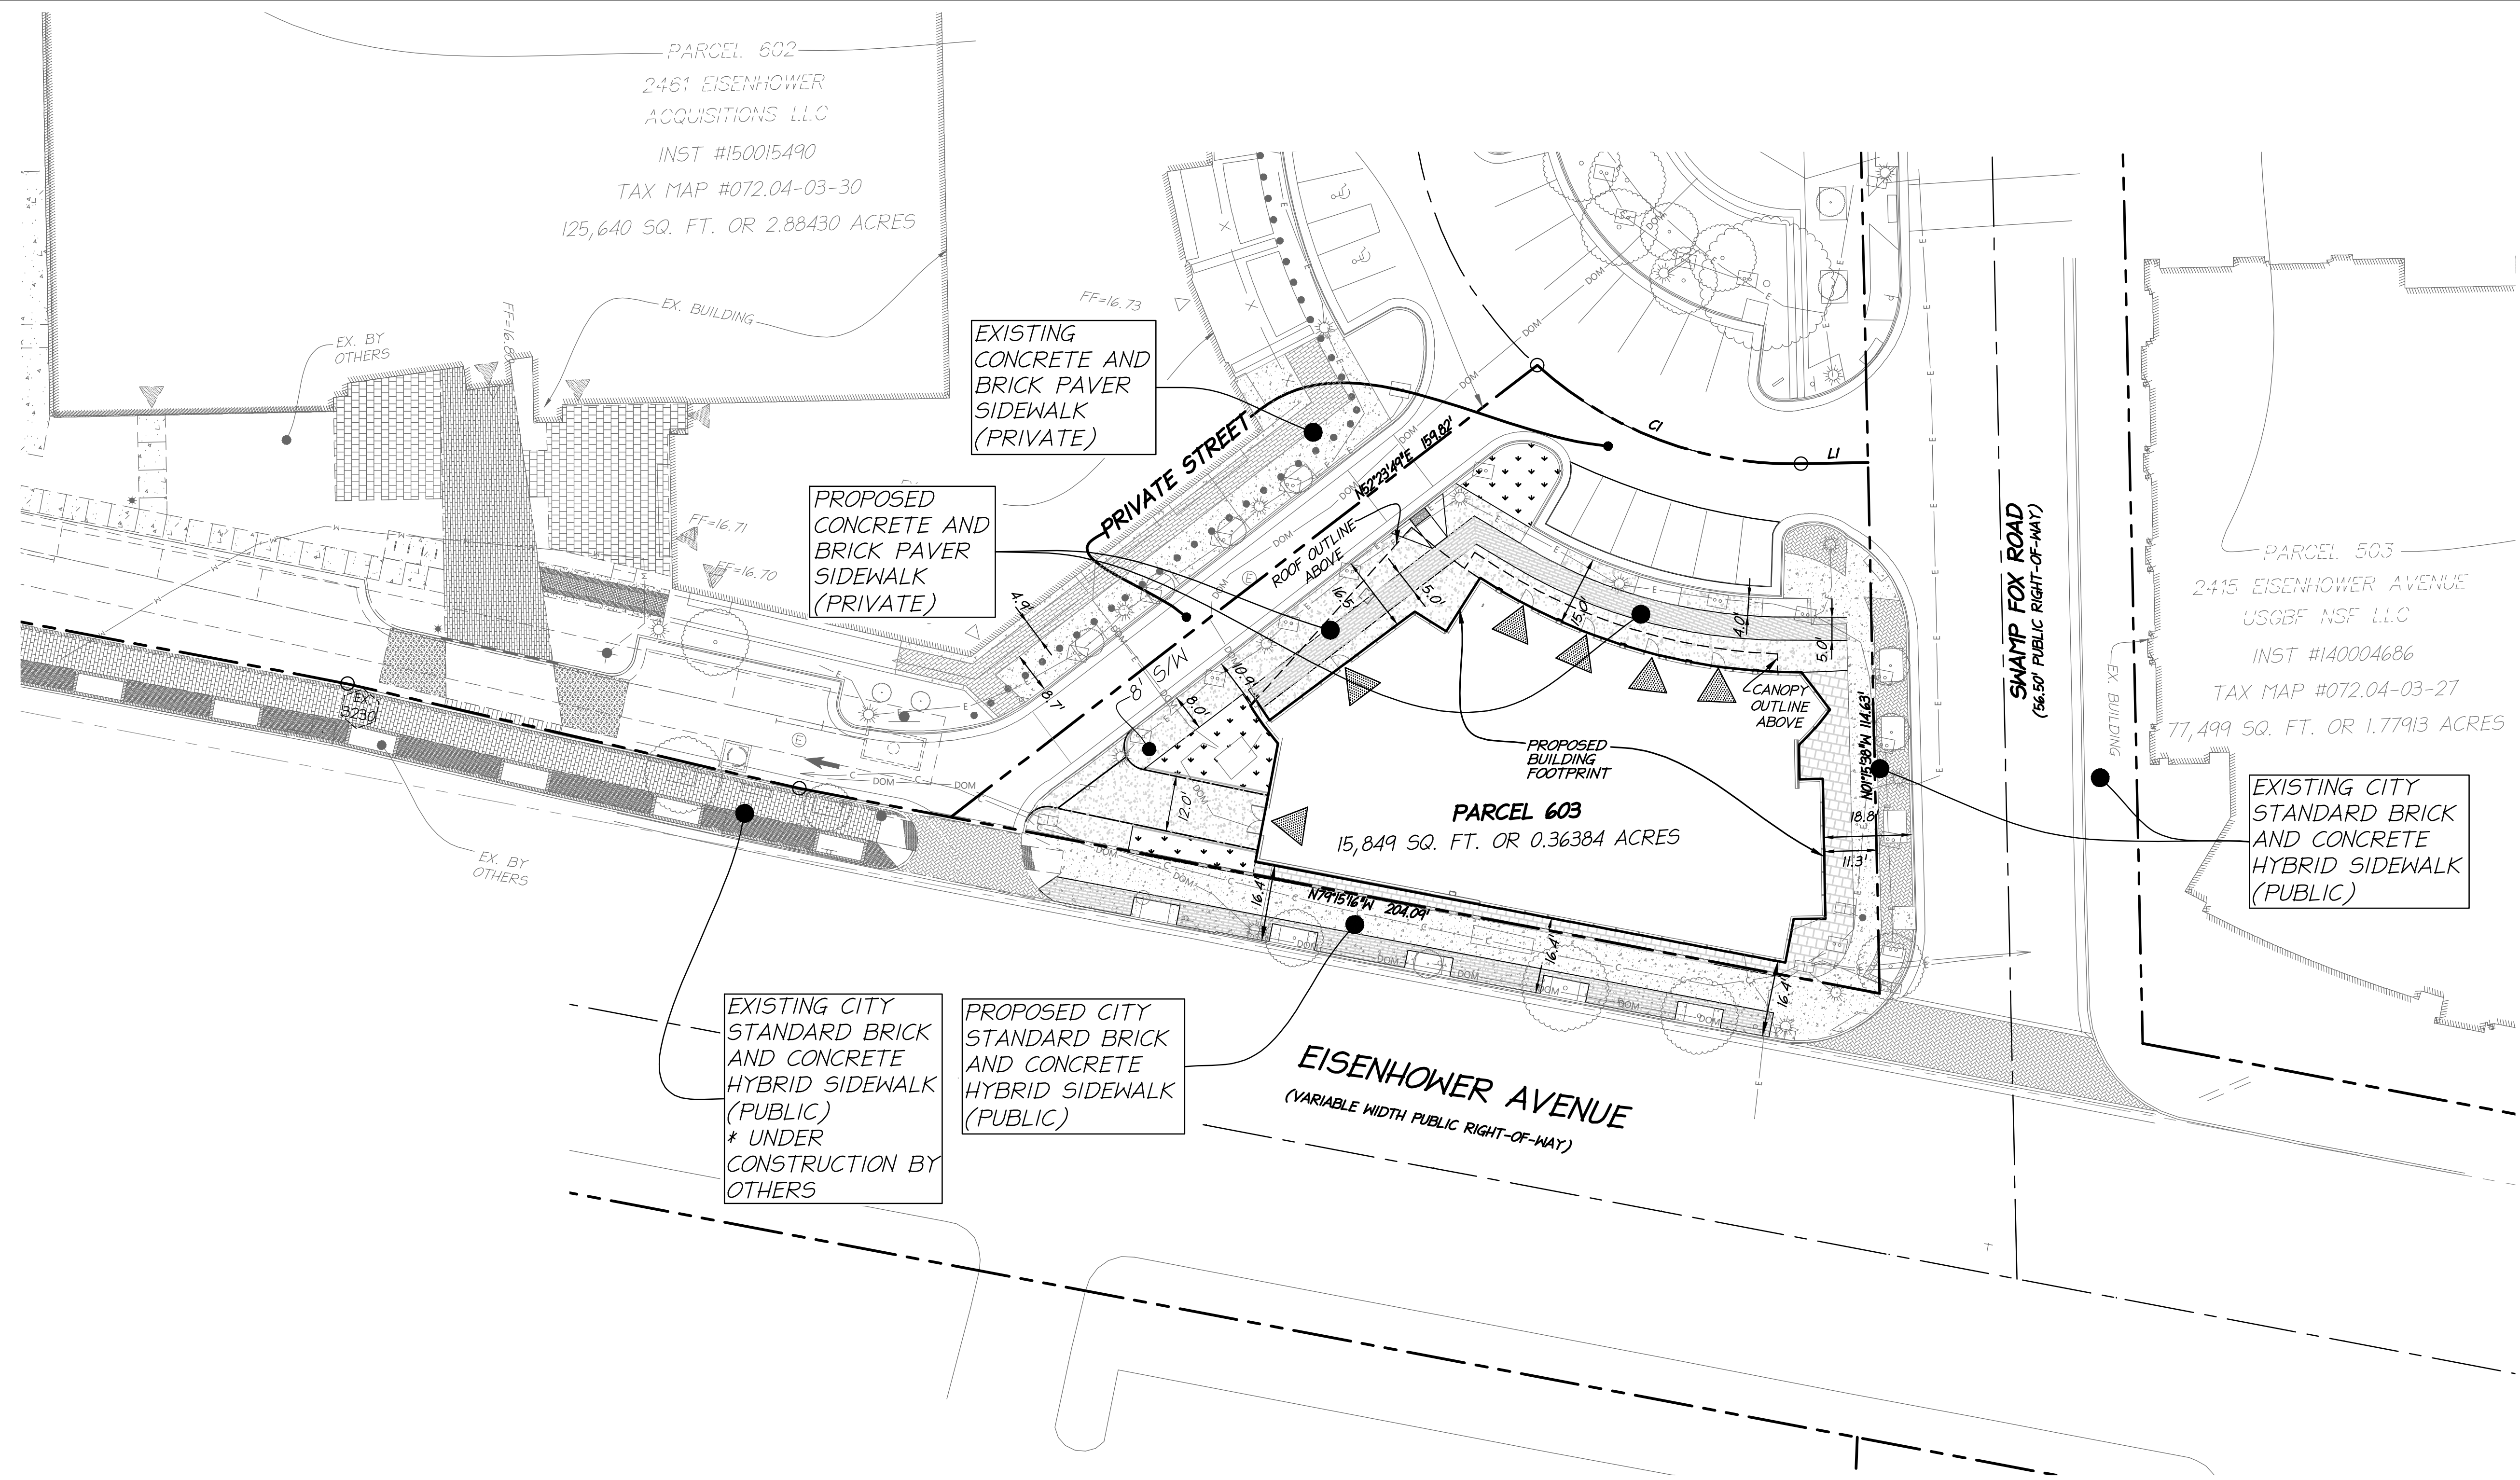 PARCEL 602
2461 EISENHOWER
ACQUISITIONS LLC
INST #150015490
TAX MAP #072.04-03-30
125,640 SQ. FT. OR 2.88430 ACRES
EX. BUILDING
EX. BY
OTHERS
FF=16.73
EXISTING
CONCRETE AND
BRICK PAVER
SIDEWALK
(PRIVATE)
PROPOSED
CONCRETE AND
BRICK PAVER
SIDEWALK
(PRIVATE)
PRIVATE STREET
N52°23'49"E 159.82'
C1
L1
ROOF OUTLINE
ABOVE
FF=16.71
FF=16.70
4.9'
8.7'
16.5'
5.0'
15.0'
4.0'
5.0'
10.9'
8.0'
8' S/W
12.0'
CANOPY
OUTLINE
ABOVE
PROPOSED
BUILDING
FOOTPRINT
PARCEL 603
15,849 SQ. FT. OR 0.36384 ACRES
N01°15'38"W 114.63'
18.8'
11.3'
SWAMP FOX ROAD
(56.50' PUBLIC RIGHT-OF-WAY)
PARCEL 503
2415 EISENHOWER AVENUE
USGBF NSF LLC
INST #140004686
TAX MAP #072.04-03-27
77,499 SQ. FT. OR 1.77913 ACRES
EX. BUILDING
EXISTING CITY
STANDARD BRICK
AND CONCRETE
HYBRID SIDEWALK
(PUBLIC)
EX.
3230
EX. BY
OTHERS
N79°15'16"W 204.09'
16.4'
16.4'
16.4'
EXISTING CITY
STANDARD BRICK
AND CONCRETE
HYBRID SIDEWALK
(PUBLIC)
* UNDER
CONSTRUCTION BY
OTHERS
PROPOSED CITY
STANDARD BRICK
AND CONCRETE
HYBRID SIDEWALK
(PUBLIC)
EISENHOWER AVENUE
(VARIABLE WIDTH PUBLIC RIGHT-OF-WAY)